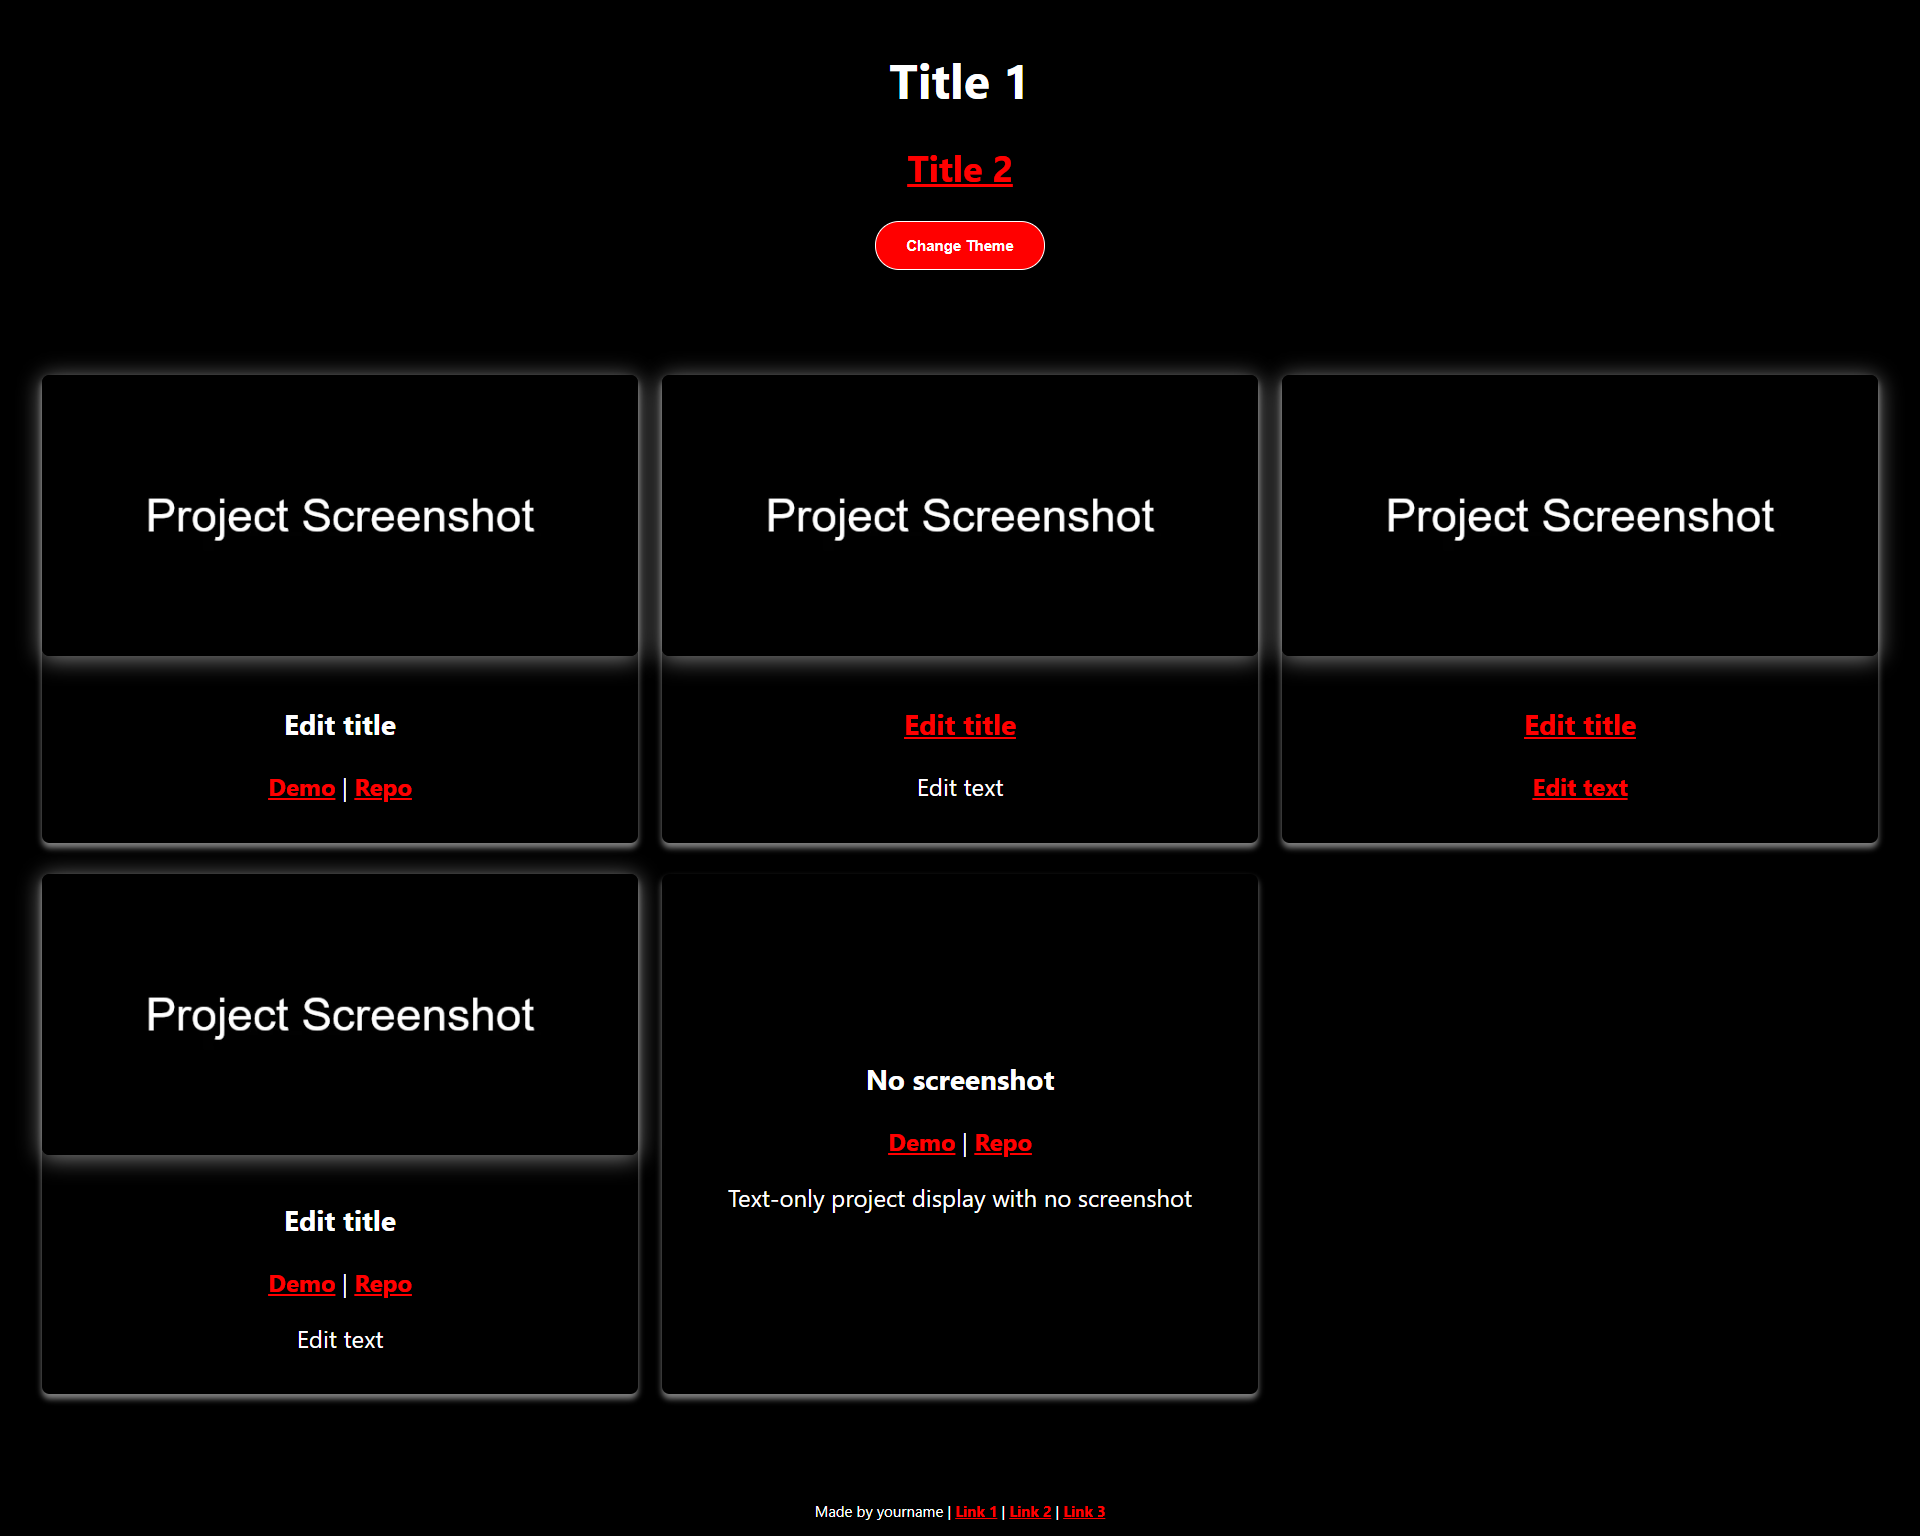 Title 1
Title 2
Change Theme
Project Screenshot
Edit title
Demo | Repo
Project Screenshot
Edit title
Edit text
Project Screenshot
Edit title
Edit text
Project Screenshot
Edit title
Demo | Repo
Edit text
No screenshot
Demo | Repo
Text-only project display with no screenshot
Made by yourname | Link 1 | Link 2 | Link 3